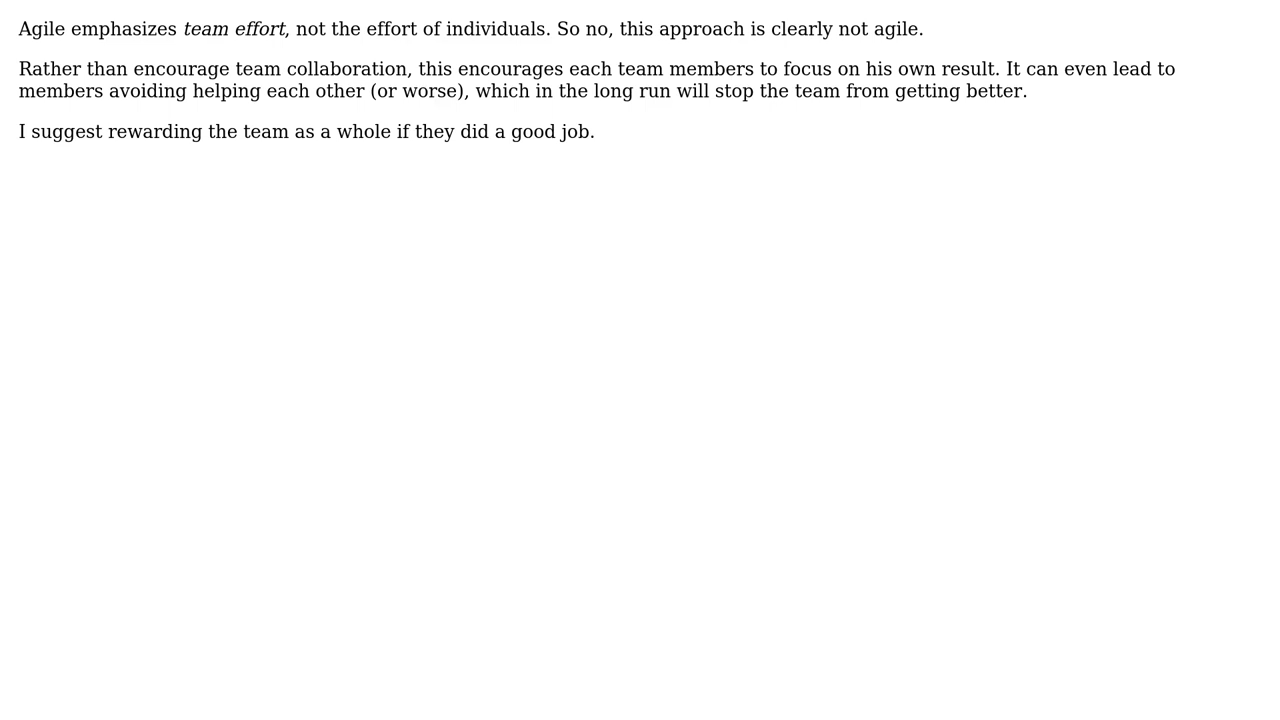 Agile emphasizes team effort, not the effort of individuals. So no, this approach is clearly not agile.
Rather than encourage team collaboration, this encourages each team members to focus on his own result. It can even lead to
members avoiding helping each other (or worse), which in the long run will stop the team from getting better.
I suggest rewarding the team as a whole if they did a good job.